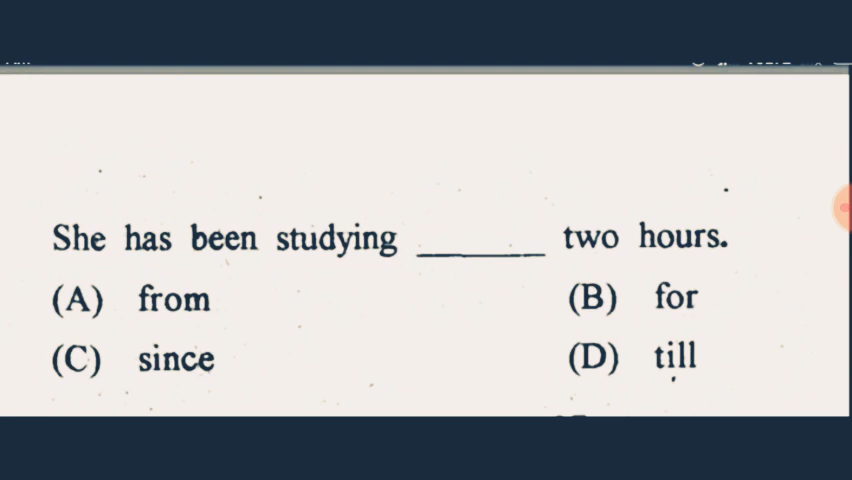 She has been studying ______ two hours.
(A) from (B) for
(C) since (D) till